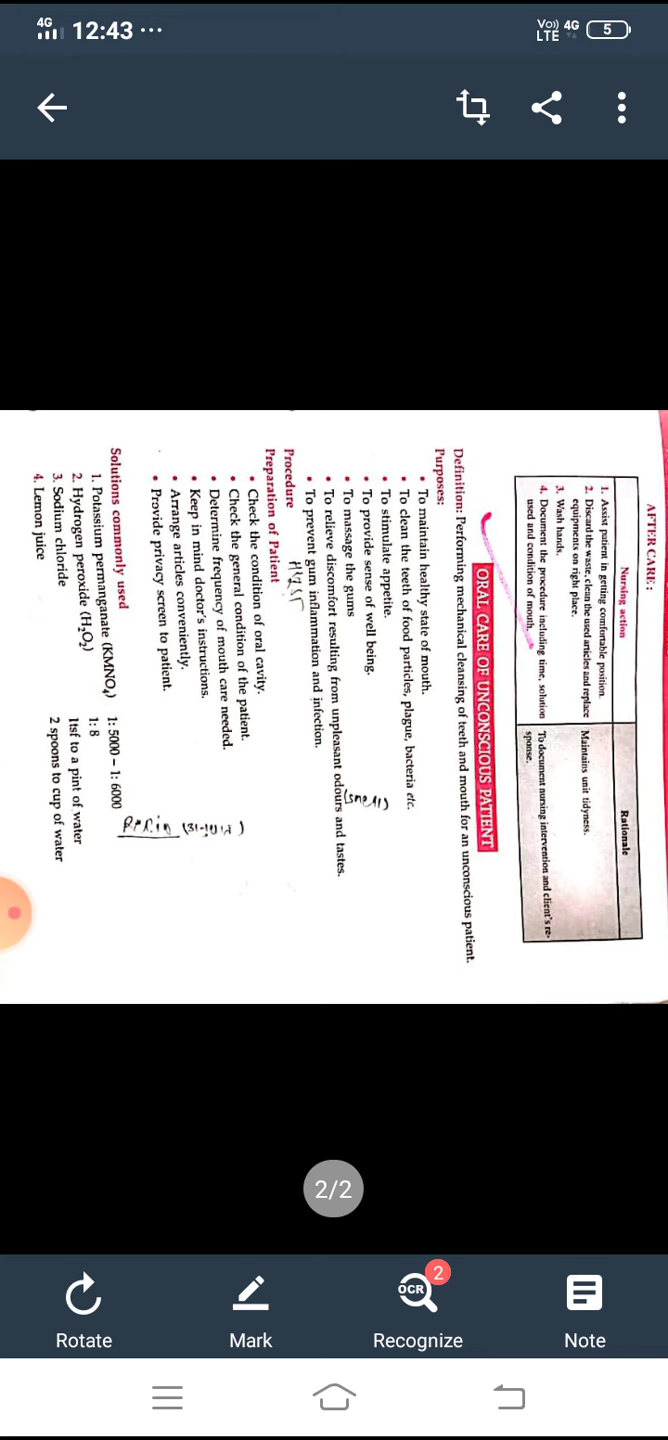 4G 12:43 ...
Vo)) LTE 4G 5
AFTER CARE :
Nursing action Rationale
1. Assist patient in getting comfortable position.
2. Discard the waste, clean the used articles and replace Maintains unit tidyness.
equipments on right place.
3. Wash hands.
4. Document the procedure including time, solution To document nursing intervention and client's re-
used and condition of mouth. sponse.
ORAL CARE OF UNCONSCIOUS PATIENT
Definition: Performing mechanical cleansing of teeth and mouth for an unconscious patient.
Purposes:
• To maintain healthy state of mouth.
• To clean the teeth of food particles, plague, bacteria etc.
• To stimulate appetite.
• To provide sense of well being.
• To massage the gums
(smell)
• To relieve discomfort resulting from unpleasant odours and tastes.
• To prevent gum inflammation and infection.
Procedure
Preparation of Patient
• Check the condition of oral cavity.
• Check the general condition of the patient.
• Determine frequency of mouth care needed.
• Keep in mind doctor's instructions.
• Arrange articles conveniently.
• Provide privacy screen to patient.
Solutions commonly used
1. Potassium permanganate (KMNO₄) 1: 5000 – 1: 6000
2. Hydrogen peroxide (H₂O₂) 1: 8
3. Sodium chloride 1tsf to a pint of water
4. Lemon juice 2 spoons to cup of water
2/2
OCR 2
Rotate Mark Recognize Note